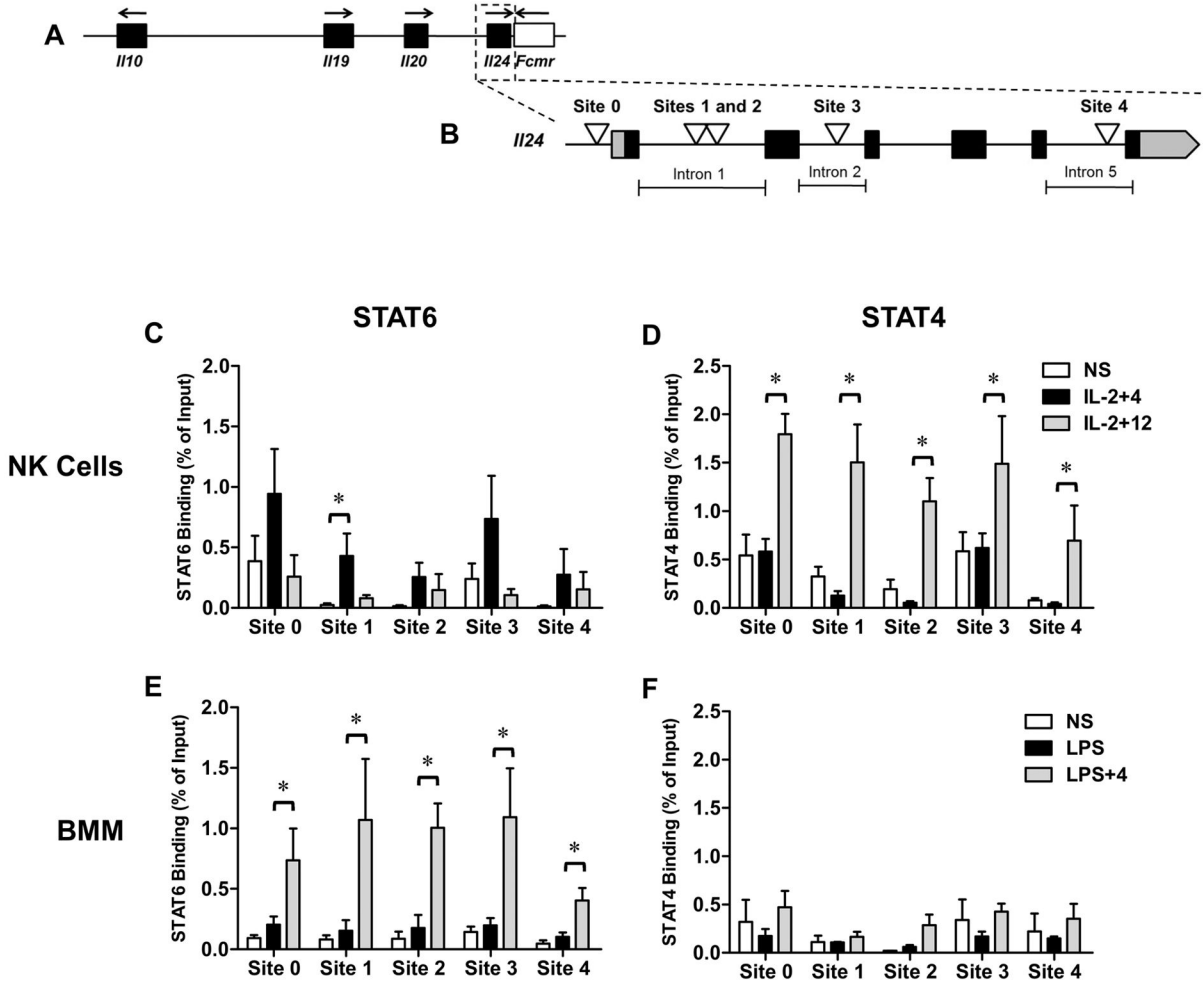 A
Il10
Il19
Il20
Il24
Fcmr
B
Il24
Site 0
Sites 1 and 2
Site 3
Site 4
Intron 1
Intron 2
Intron 5
STAT6
STAT4
NK Cells
C
STAT6 Binding (% of Input)
2.0
1.5
1.0
0.5
0.0
*
Site 0 Site 1 Site 2 Site 3 Site 4
D
STAT4 Binding (% of Input)
2.5
2.0
1.5
1.0
0.5
0.0
* * * * *
NS
IL-2+4
IL-2+12
Site 0 Site 1 Site 2 Site 3 Site 4
BMM
E
STAT6 Binding (% of Input)
2.0
1.5
1.0
0.5
0.0
* * * * *
Site 0 Site 1 Site 2 Site 3 Site 4
F
STAT4 Binding (% of Input)
2.5
2.0
1.5
1.0
0.5
0.0
NS
LPS
LPS+4
Site 0 Site 1 Site 2 Site 3 Site 4